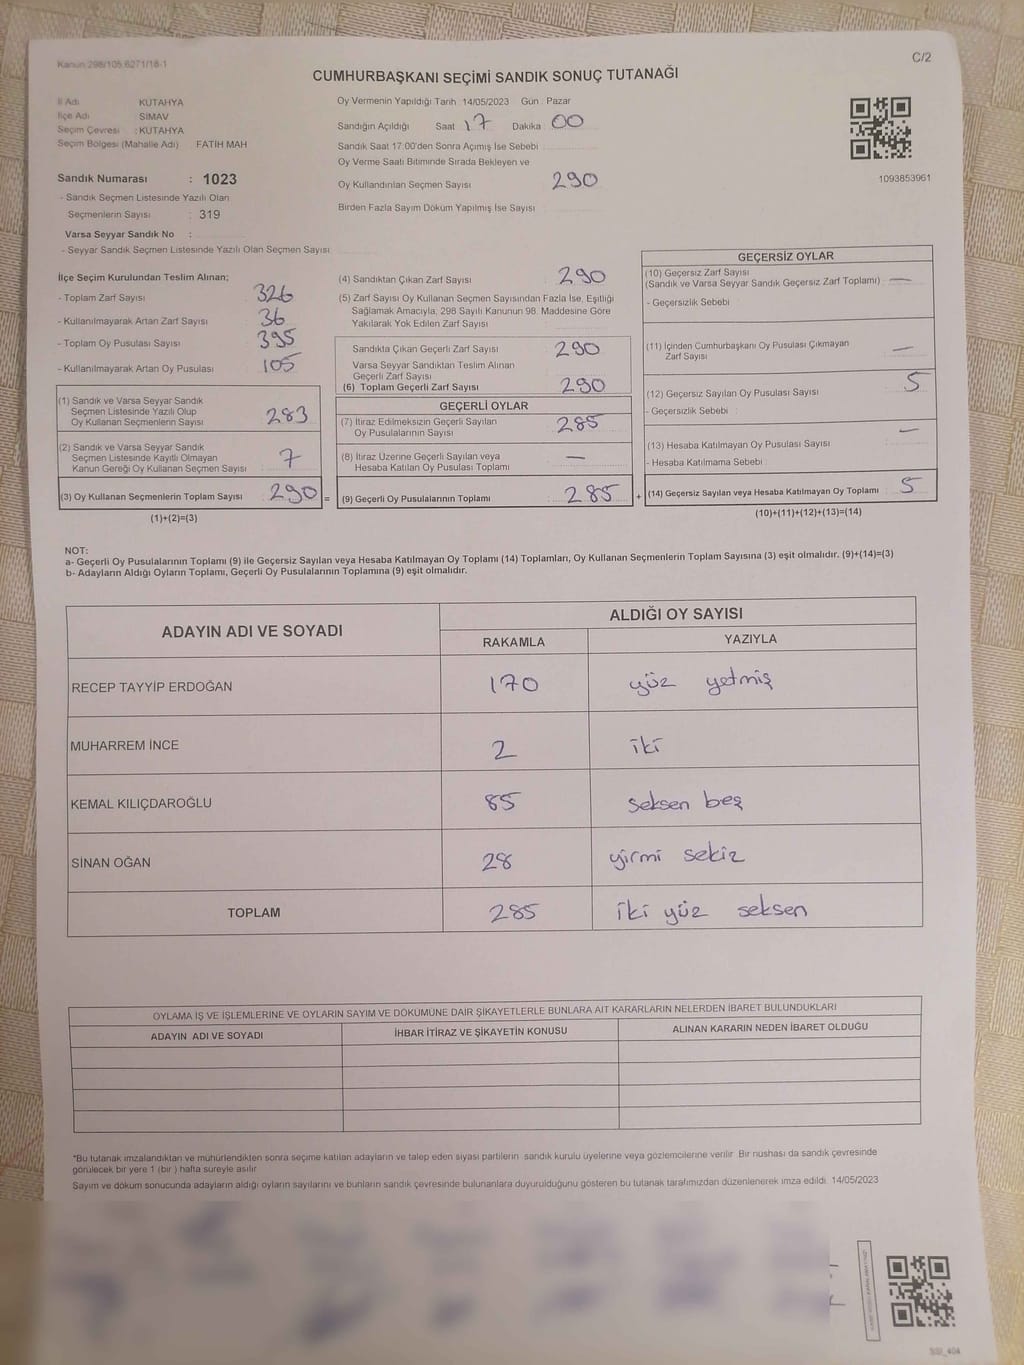 Kanun:298/105.6271/18-1
C/2
CUMHURBAŞKANI SEÇİMİ SANDIK SONUÇ TUTANAĞI
İl Adı KÜTAHYA
İlçe Adı SİMAV
Seçim Çevresi : KÜTAHYA
Seçim Bölgesi (Mahalle Adı) FATİH MAH
Sandık Numarası : 1023
- Sandık Seçmen Listesinde Yazılı Olan
Seçmenlerin Sayısı : 319
Varsa Seyyar Sandık No :
- Seyyar Sandık Seçmen Listesinde Yazılı Olan Seçmen Sayısı
Oy Vermenin Yapıldığı Tarih 14/05/2023 Gün : Pazar
Sandığın Açıldığı Saat 17 Dakika 00
Sandık Saat 17:00'den Sonra Açımış İse Sebebi
Oy Verme Saati Bitiminde Sırada Bekleyen ve
Oy Kullandırılan Seçmen Sayısı 290
Birden Fazla Sayım Döküm Yapılmış İse Sayısı
1093853961
İlçe Seçim Kurulundan Teslim Alınan;
- Toplam Zarf Sayısı 326
- Kullanılmayarak Artan Zarf Sayısı 36
- Toplam Oy Pusulası Sayısı 395
- Kullanılmayarak Artan Oy Pusulası 105
(1) Sandık ve Varsa Seyyar Sandık
Seçmen Listesinde Yazılı Olup
Oy Kullanan Seçmenlerin Sayısı 283
(2) Sandık ve Varsa Seyyar Sandık
Seçmen Listesinde Kayıtlı Olmayan
Kanun Gereği Oy Kullanan Seçmen Sayısı 7
(3) Oy Kullanan Seçmenlerin Toplam Sayısı 290 =
(1)+(2)=(3)
(4) Sandıktan Çıkan Zarf Sayısı 290
(5) Zarf Sayısı Oy Kullanan Seçmen Sayısından Fazla İse, Eşitliği
Sağlamak Amacıyla; 298 Sayılı Kanunun 98. Maddesine Göre
Yakılarak Yok Edilen Zarf Sayısı
Sandıkta Çıkan Geçerli Zarf Sayısı 290
Varsa Seyyar Sandıktan Teslim Alınan
Geçerli Zarf Sayısı
(6) Toplam Geçerli Zarf Sayısı 290
GEÇERLİ OYLAR
(7) İtiraz Edilmeksizin Geçerli Sayılan
Oy Pusulalarının Sayısı 285
(8) İtiraz Üzerine Geçerli Sayılan veya
Hesaba Katılan Oy Pusulası Toplamı —
(9) Geçerli Oy Pusulalarının Toplamı 285 +
GEÇERSİZ OYLAR
(10) Geçersiz Zarf Sayısı
(Sandık ve Varsa Seyyar Sandık Geçersiz Zarf Toplamı) —
- Geçersizlik Sebebi
(11) İçinden Cumhurbaşkanı Oy Pusulası Çıkmayan
Zarf Sayısı —
(12) Geçersiz Sayılan Oy Pusulası Sayısı 5
- Geçersizlik Sebebi :
(13) Hesaba Katılmayan Oy Pusulası Sayısı —
- Hesaba Katılmama Sebebi
(14) Geçersiz Sayılan veya Hesaba Katılmayan Oy Toplamı 5
(10)+(11)+(12)+(13)=(14)
NOT:
a- Geçerli Oy Pusulalarının Toplamı (9) ile Geçersiz Sayılan veya Hesaba Katılmayan Oy Toplamı (14) Toplamları, Oy Kullanan Seçmenlerin Toplam Sayısına (3) eşit olmalıdır. (9)+(14)=(3)
b- Adayların Aldığı Oyların Toplamı, Geçerli Oy Pusulalarının Toplamına (9) eşit olmalıdır.
ADAYIN ADI VE SOYADI ALDIĞI OY SAYISI
RAKAMLA YAZIYLA
RECEP TAYYİP ERDOĞAN 170 yüz yetmiş
MUHARREM İNCE 2 iki
KEMAL KILIÇDAROĞLU 85 seksen beş
SİNAN OĞAN 28 yirmi sekiz
TOPLAM 285 iki yüz seksen
OYLAMA İŞ VE İŞLEMLERİNE VE OYLARIN SAYIM VE DÖKÜMÜNE DAİR ŞİKAYETLERLE BUNLARA AİT KARARLARIN NELERDEN İBARET BULUNDUKLARI
ADAYIN ADI VE SOYADI İHBAR İTİRAZ VE ŞİKAYETİN KONUSU ALINAN KARARIN NEDEN İBARET OLDUĞU
*Bu tutanak imzalandıktan ve mühürlendikten sonra seçime katılan adayların ve talep eden siyasi partilerin sandık kurulu üyelerine veya gözlemcilerine verilir. Bir nüshası da sandık çevresinde
görülecek bir yere 1 (bir ) hafta süreyle asılır
Sayım ve döküm sonucunda adayların aldığı oyların sayılarını ve bunların sandık çevresinde bulunanlara duyurulduğunu gösteren bu tutanak tarafımızdan düzenlenerek imza edildi. 14/05/2023
SSI_404